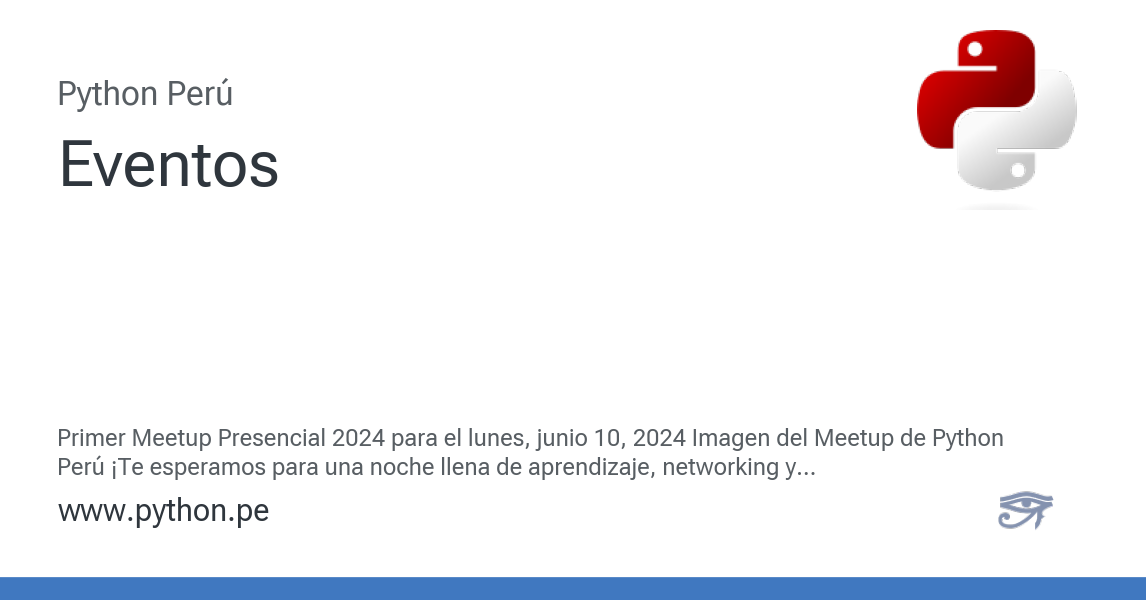 Python Perú
Eventos
Primer Meetup Presencial 2024 para el lunes, junio 10, 2024 Imagen del Meetup de Python
Perú ¡Te esperamos para una noche llena de aprendizaje, networking y...
www.python.pe